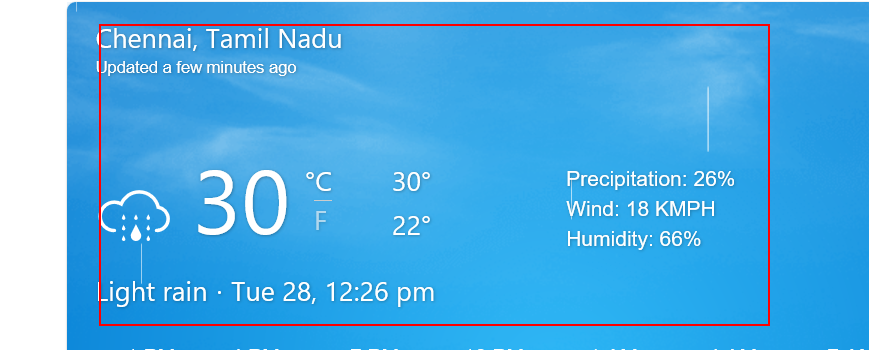 Chennai, Tamil Nadu
Updated a few minutes ago
30 °C 30° Precipitation: 26%
F 22° Wind: 18 KMPH
Humidity: 66%
Light rain · Tue 28, 12:26 pm